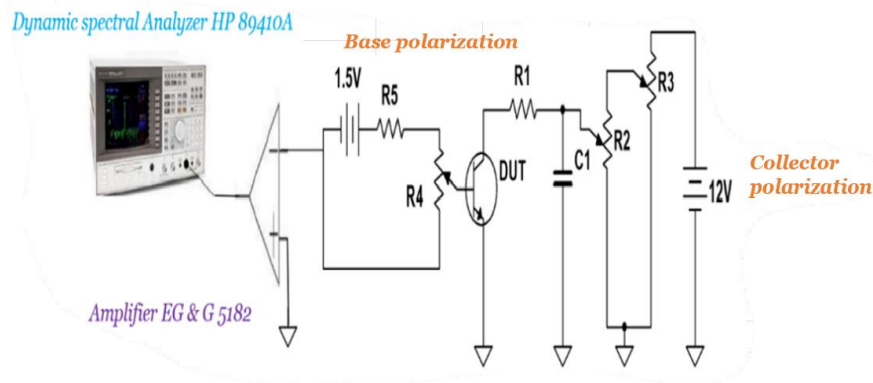 Dynamic spectral Analyzer HP 89410A
Base polarization
1.5V
R5
R1
R3
R2
C1
DUT
R4
12V
Collector
polarization
Amplifier EG & G 5182